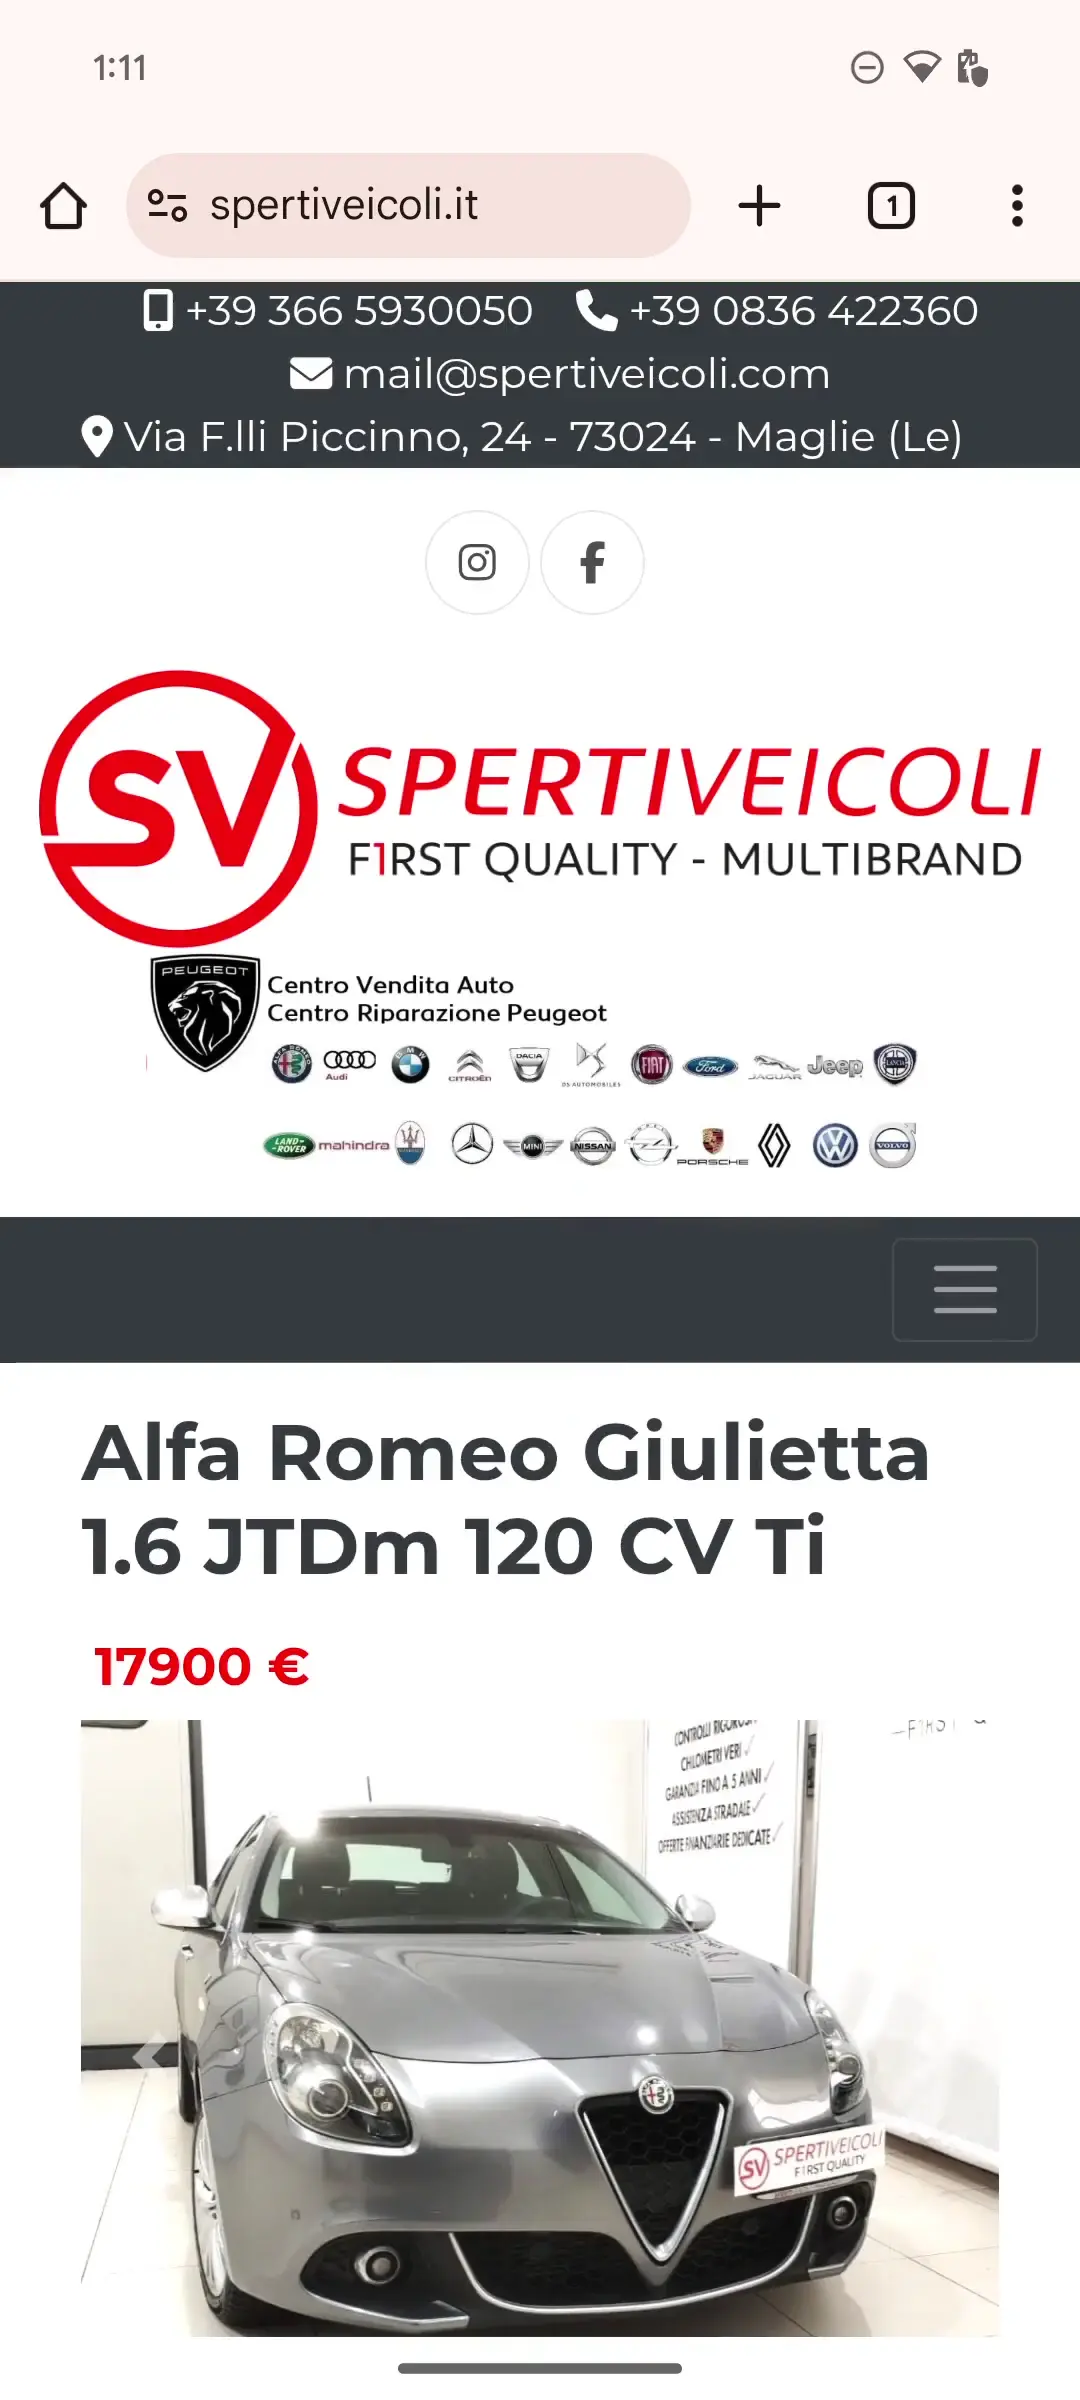 1:11
spertiveicoli.it
1
+39 366 5930050 +39 0836 422360
mail@spertiveicoli.com
Via F.lli Piccinno, 24 - 73024 - Maglie (Le)
SV
SPERTIVEICOLI
F1RST QUALITY - MULTIBRAND
PEUGEOT
Centro Vendita Auto
Centro Riparazione Peugeot
ALFA ROMEO Audi BMW CITROËN DACIA DS AUTOMOBILES FIAT Ford JAGUAR Jeep LANCIA
LAND-ROVER mahindra MINI NISSAN PORSCHE VOLVO
Alfa Romeo Giulietta
1.6 JTDm 120 CV Ti
17900 €
CONTROLLI RIGOROSI
CHILOMETRI VERI
GARANZIA FINO A 5 ANNI
ASSISTENZA STRADALE
OFFERTE FINANZIARIE DEDICATE
SV SPERTIVEICOLI
F1RST QUALITY